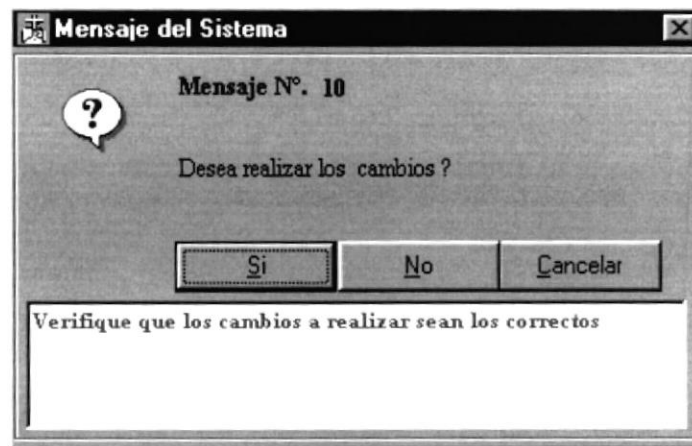 Mensaje del Sistema
Mensaje N°. 10
?
Desea realizar los cambios ?
Si No Cancelar
Verifique que los cambios a realizar sean los correctos